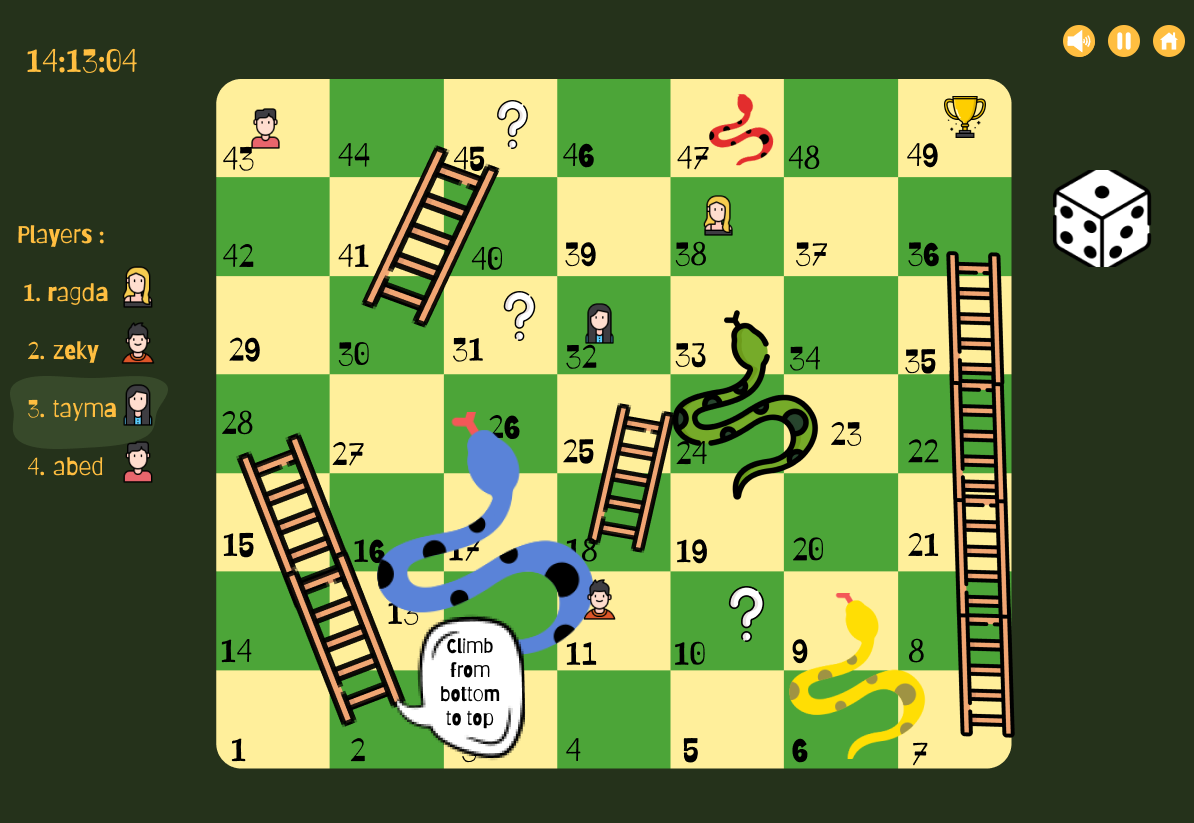 14:13:04
43 44 45 46 47 48 49
Players :
42 41 40 39 38 37 36
1. ragda
29 30 31 32 33 34 35
2. zeky
3. tayma
28 27 26 25 24 23 22
4. abed
15 16 17 18 19 20 21
14 13 11 10 9 8
Climb
from
bottom
to top
1 2 3 4 5 6 7